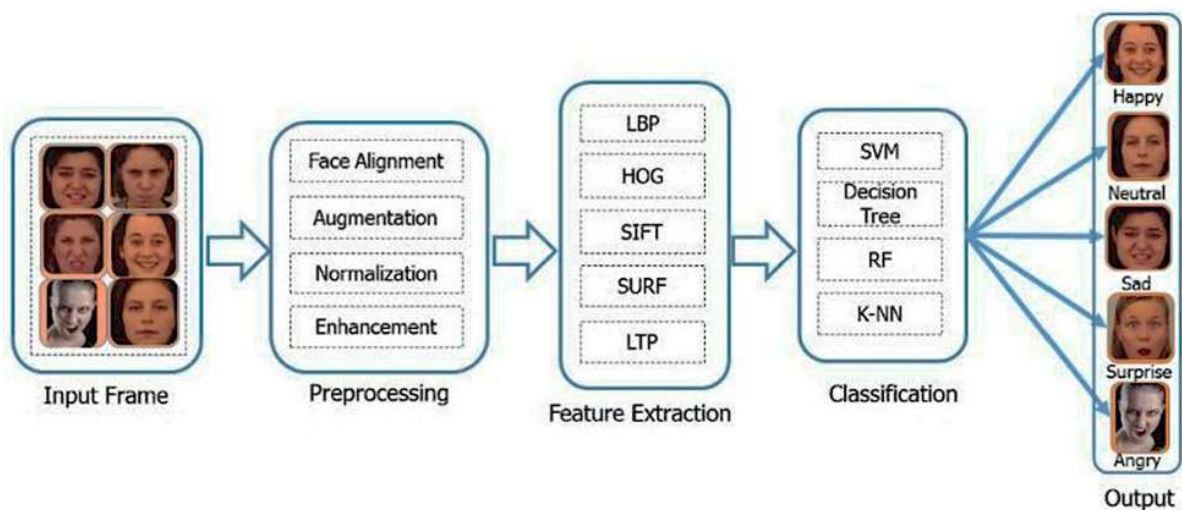 Input Frame
Face Alignment
Augmentation
Normalization
Enhancement
Preprocessing
LBP
HOG
SIFT
SURF
LTP
Feature Extraction
SVM
Decision
Tree
RF
K-NN
Classification
Happy
Neutral
Sad
Surprise
Angry
Output